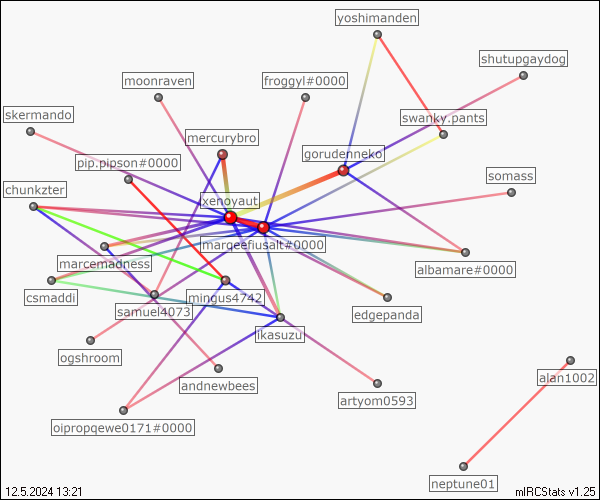 yoshimanden
shutupgaydog
moonraven
froggyl#0000
skermando
swanky.pants
mercurybro
gorudenneko
pip.pipson#0000
somass
chunkzter
xenoyaut
margeefusalt#0000
marcemadness
albamare#0000
csmaddi
mingus4742
samuel4073
edgepanda
ikasuzu
ogshroom
alan1002
andnewbees
artyom0593
oipropqewe0171#0000
neptune01
12.5.2024 13:21
mIRCStats v1.25